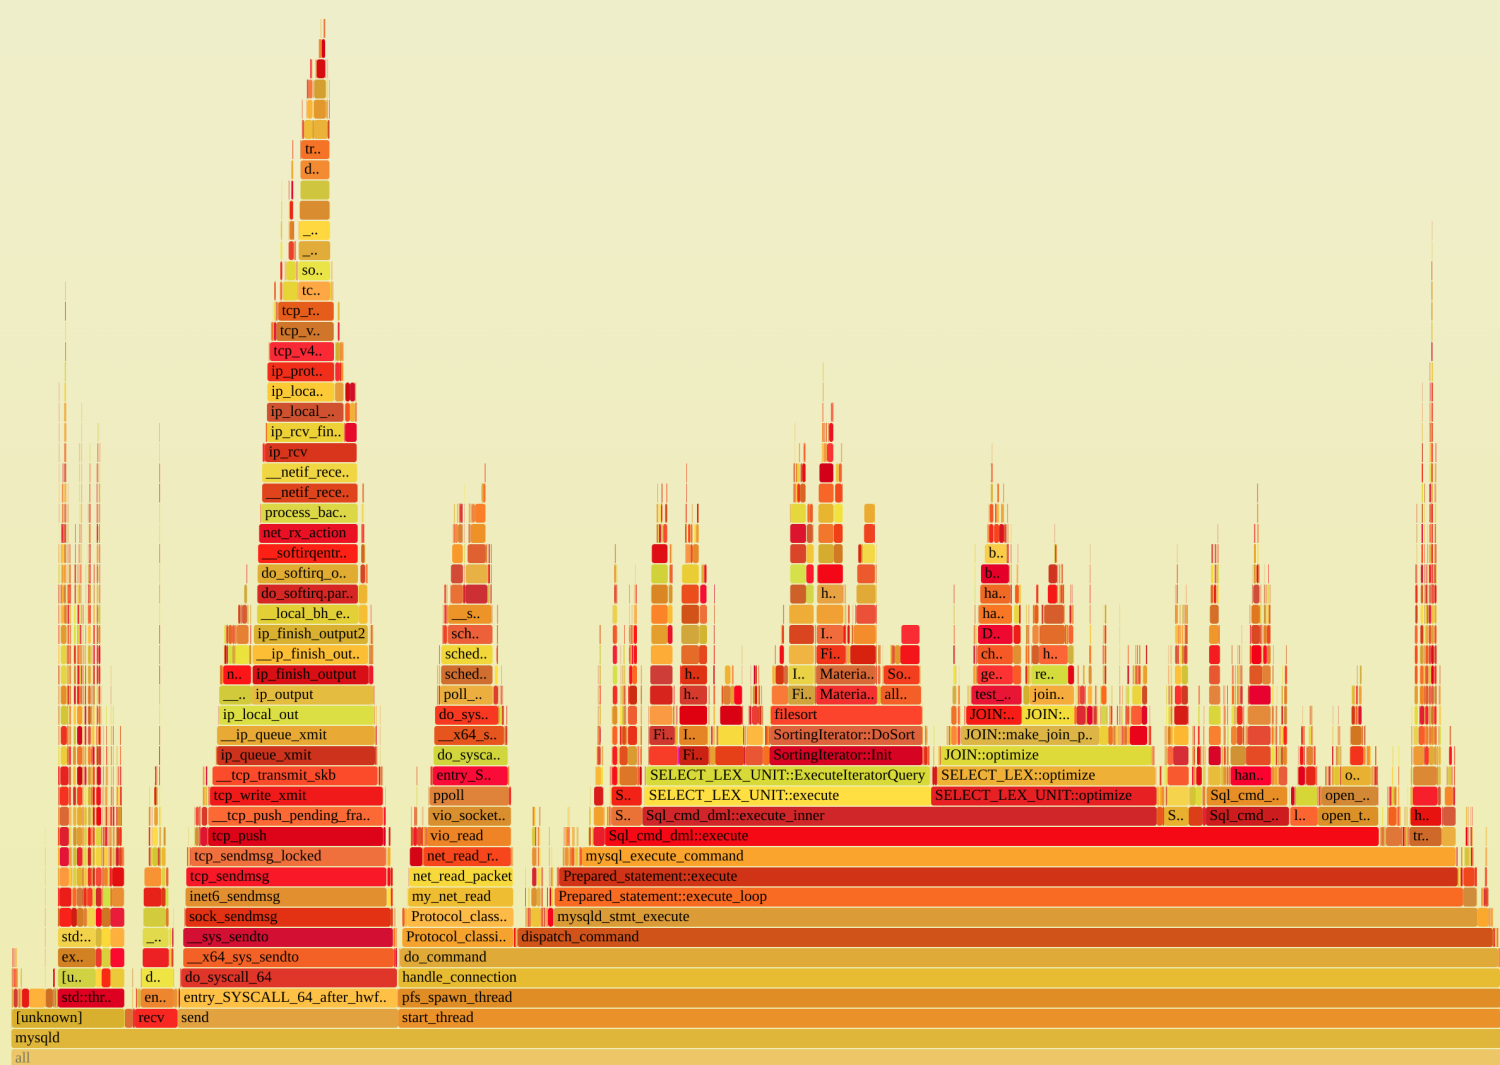 tr..
d..
_..
_..
so..
tc..
tcp_r..
tcp_v..
tcp_v4..
ip_prot..
ip_loca..
ip_local_..
ip_rcv_fin..
ip_rcv
__netif_rece..
__netif_rece..
process_bac..
net_rx_action
__softirqentr.. b..
do_softirq_o.. b..
do_softirq.par.. h.. ha..
__local_bh_e.. __s.. ha..
ip_finish_output2 sch.. I.. D..
__ip_finish_out.. sched.. Fi.. ch.. h..
n.. ip_finish_output sched.. h.. I.. Materia.. So.. ge.. re..
__.. ip_output poll_.. h.. Fi.. Materia.. all.. test_.. join..
ip_local_out do_sys.. filesort JOIN:.. JOIN:..
__ip_queue_xmit __x64_s.. Fi.. I.. SortingIterator::DoSort JOIN::make_join_p..
ip_queue_xmit do_sysca.. Fi.. SortingIterator::Init JOIN::optimize
__tcp_transmit_skb entry_S.. SELECT_LEX_UNIT::ExecuteIteratorQuery SELECT_LEX::optimize han.. o..
tcp_write_xmit ppoll S.. SELECT_LEX_UNIT::execute SELECT_LEX_UNIT::optimize Sql_cmd_.. open_..
__tcp_push_pending_fra.. vio_socket.. S.. Sql_cmd_dml::execute_inner S.. Sql_cmd_.. l.. open_t.. h..
tcp_push vio_read Sql_cmd_dml::execute tr..
tcp_sendmsg_locked net_read_r.. mysql_execute_command
tcp_sendmsg net_read_packet Prepared_statement::execute
inet6_sendmsg my_net_read Prepared_statement::execute_loop
sock_sendmsg Protocol_class.. mysqld_stmt_execute
std:.. _.. __sys_sendto Protocol_classi.. dispatch_command
ex.. __x64_sys_sendto do_command
[u.. d.. do_syscall_64 handle_connection
std::thr.. en.. entry_SYSCALL_64_after_hwf.. pfs_spawn_thread
[unknown] recv send start_thread
mysqld
all